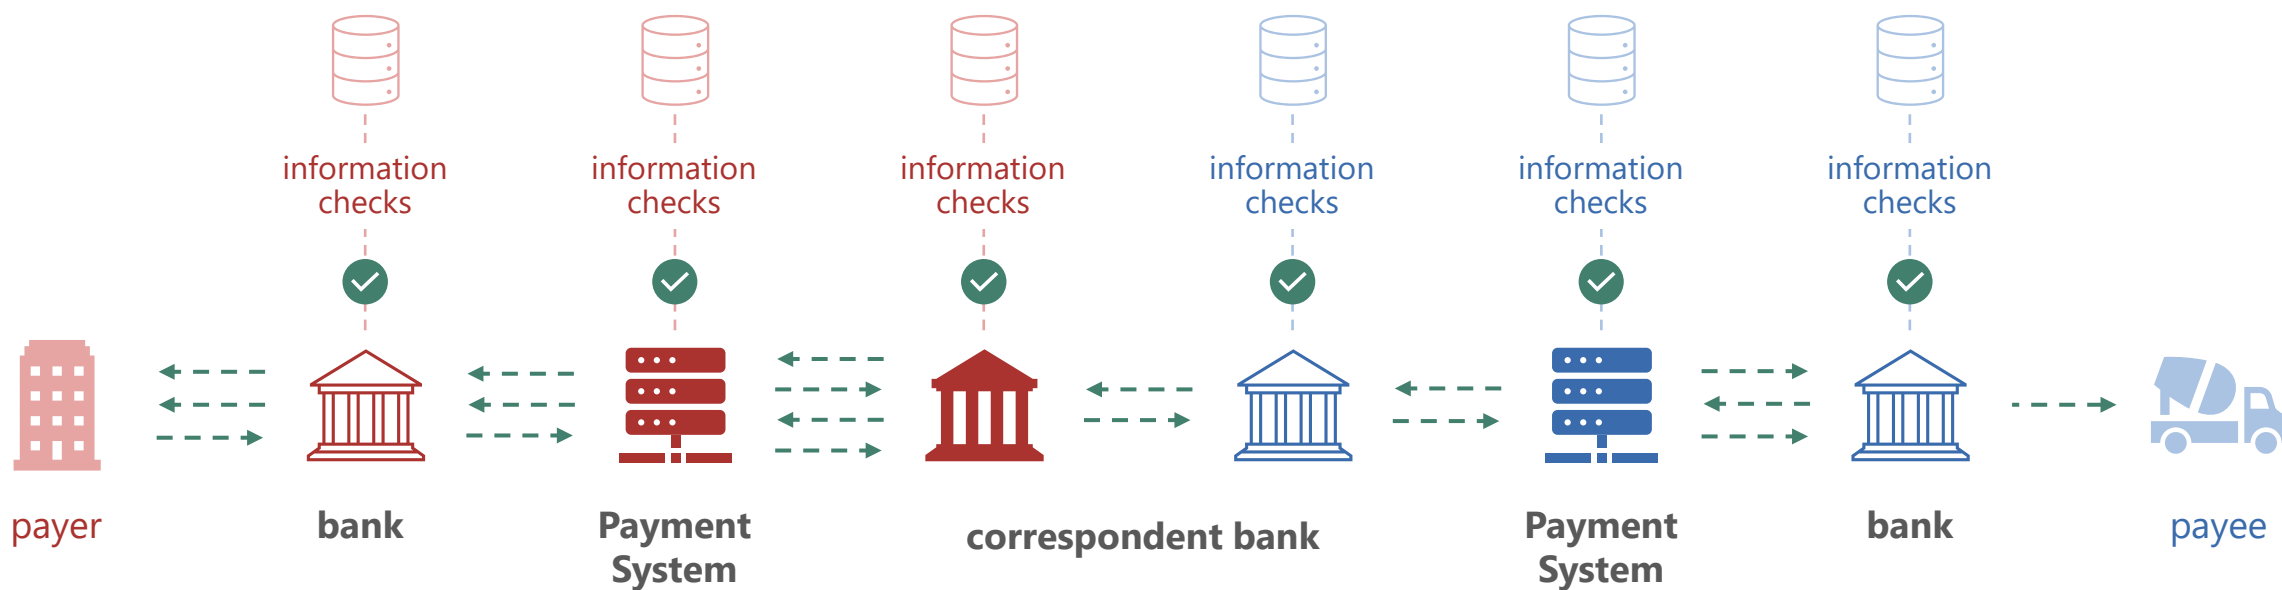 information
checks
information
checks
information
checks
information
checks
information
checks
information
checks
payer
bank
Payment
System
correspondent bank
Payment
System
bank
payee